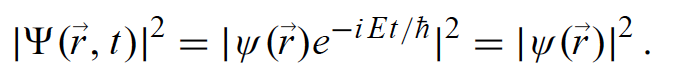 |Ψ(r⃗, t)|² = |ψ(r⃗)e^{−iEt/ħ}|² = |ψ(r⃗)|² .